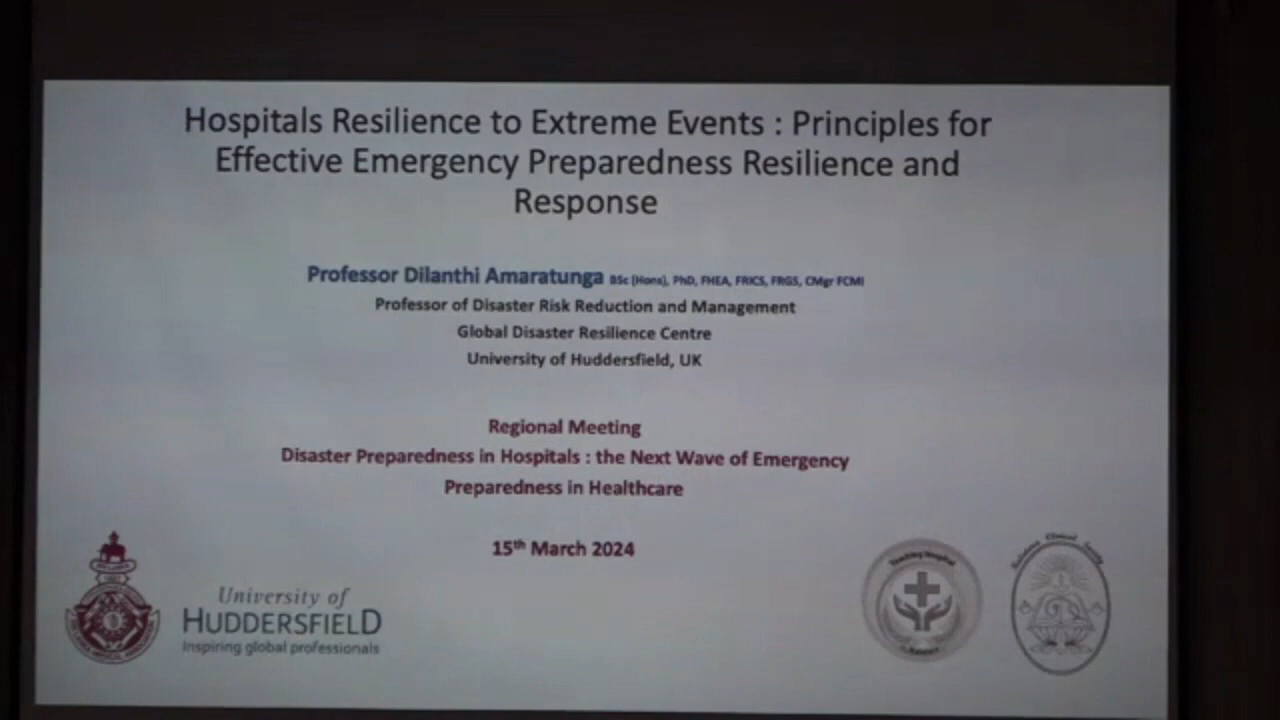 Hospitals Resilience to Extreme Events : Principles for
Effective Emergency Preparedness Resilience and
Response
Professor Dilanthi Amaratunga BSc (Hons), PhD, FHEA, FRICS, FRGS, CMgr FCMI
Professor of Disaster Risk Reduction and Management
Global Disaster Resilience Centre
University of Huddersfield, UK
Regional Meeting
Disaster Preparedness in Hospitals : the Next Wave of Emergency
Preparedness in Healthcare
15th March 2024
University of
HUDDERSFIELD
Inspiring global professionals
Teaching Hospital